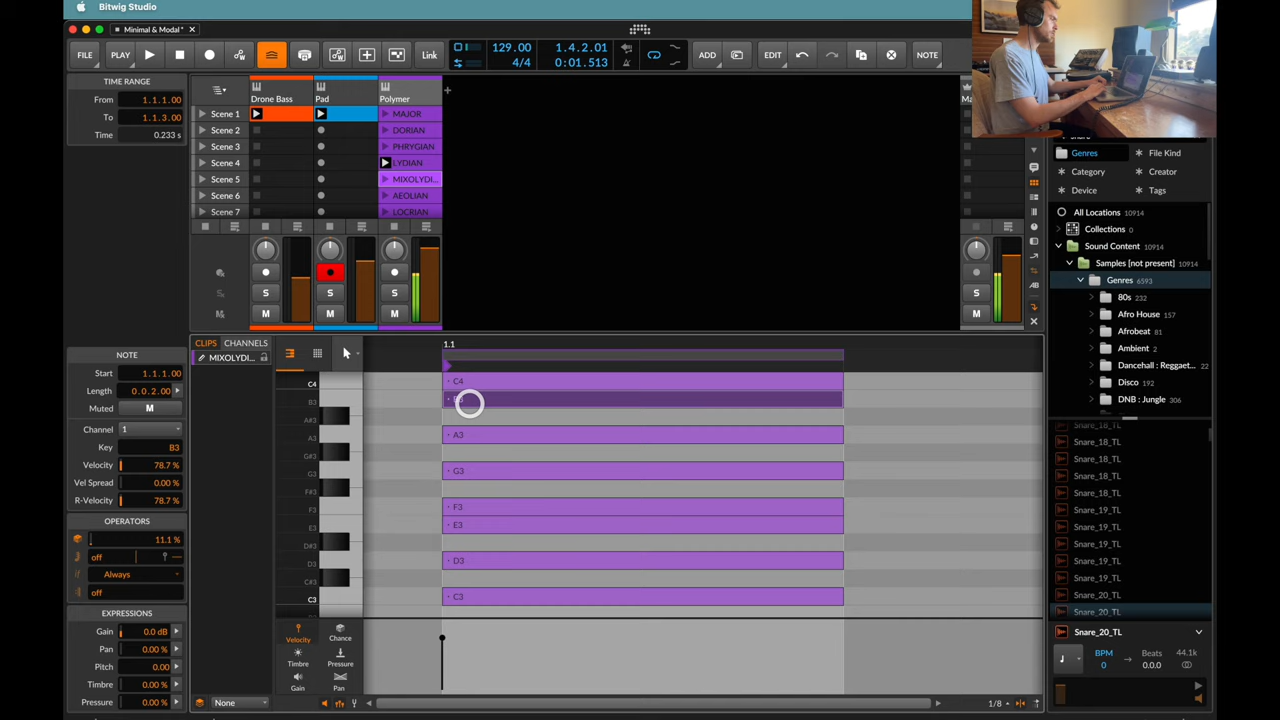 Bitwig Studio
Minimal & Modal*
FILE PLAY Link 129.00 4/4 1.4.2.01 0:01.513 ADD EDIT NOTE
TIME RANGE
From 1.1.1.00
To 1.1.3.00
Time 0.233 s
Drone Bass Pad Polymer
Scene 1 MAJOR
Scene 2 DORIAN
Scene 3 PHRYGIAN
Scene 4 LYDIAN
Scene 5 MIXOLYDI...
Scene 6 AEOLIAN
Scene 7 LOCRIAN
S S S S
M M M M
AB
Genres File Kind
Category Creator
Device Tags
All Locations 10914
Collections 0
Sound Content 10914
Samples [not present] 10914
Genres 6593
80s 232
Afro House 157
Afrobeat 81
Ambient 2
Dancehall : Reggaet... 22
Disco 192
DNB : Jungle 306
NOTE
Start 1.1.1.00
Length 0.0.2.00
Muted M
Channel 1
Key B3
Velocity 78.7 %
Vel Spread 0.00 %
R-Velocity 78.7 %
OPERATORS
11.1 %
off
Always
off
EXPRESSIONS
Gain 0.0 dB
Pan 0.00 %
Pitch 0.00
Timbre 0.00 %
Pressure 0.00 %
CLIPS CHANNELS
MIXOLYDI...
1.1
C4 C4
B3
A#3
A3 A3
G#3
G3 G3
F#3
F3 F3
E3 E3
D#3
D3 D3
C#3
C3 C3
Velocity Chance
Timbre Pressure
Gain Pan
None 1/8
Snare_18_TL
Snare_18_TL
Snare_18_TL
Snare_18_TL
Snare_19_TL
Snare_19_TL
Snare_19_TL
Snare_19_TL
Snare_20_TL
Snare_20_TL
Snare_20_TL
BPM Beats 44.1k
0 0.0.0